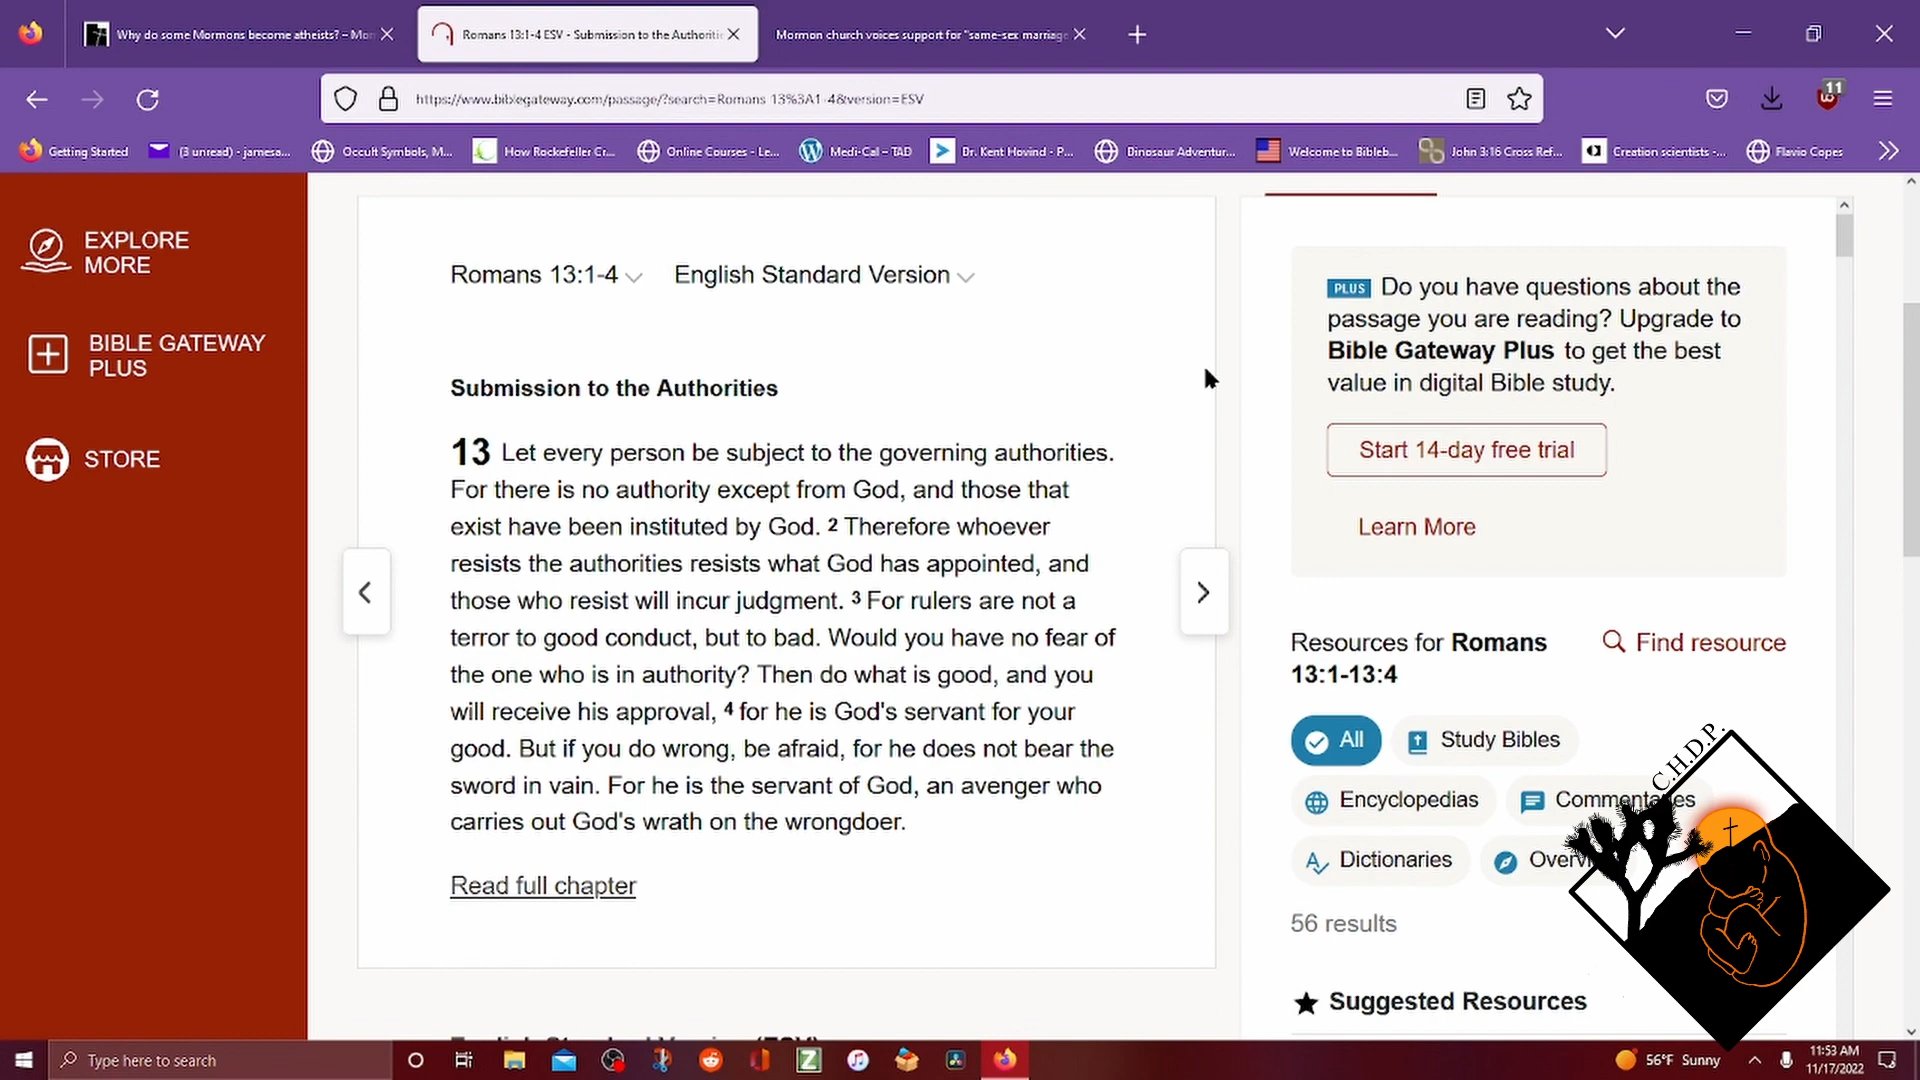 Why do some Mormons become atheists? – Mor
Romans 13:1-4 ESV - Submission to the Authoriti
Mormon church voices support for "same-sex marriag
https://www.biblegateway.com/passage/?search=Romans 13%3A1-4&version=ESV
11
Getting Started
(3 unread) - jamesa...
Occult Symbols, M...
How Rockefeller Cr...
Online Courses - Le...
Medi-Cal – TAD
Dr. Kent Hovind - P...
Dinosaur Adventur...
Welcome to Bibleb...
John 3:16 Cross Ref...
Creation scientists -...
Flavio Copes
EXPLORE
MORE
BIBLE GATEWAY
PLUS
STORE
Romans 13:1-4
English Standard Version
Submission to the Authorities
13 Let every person be subject to the governing authorities.
For there is no authority except from God, and those that
exist have been instituted by God. 2 Therefore whoever
resists the authorities resists what God has appointed, and
those who resist will incur judgment. 3 For rulers are not a
terror to good conduct, but to bad. Would you have no fear of
the one who is in authority? Then do what is good, and you
will receive his approval, 4 for he is God's servant for your
good. But if you do wrong, be afraid, for he does not bear the
sword in vain. For he is the servant of God, an avenger who
carries out God's wrath on the wrongdoer.
Read full chapter
English Standard Version (ESV)
PLUS Do you have questions about the
passage you are reading? Upgrade to
Bible Gateway Plus to get the best
value in digital Bible study.
Start 14-day free trial
Learn More
Resources for Romans
13:1-13:4
Find resource
All
Study Bibles
Encyclopedias
Commentaries
Dictionaries
Overvi
56 results
Suggested Resources
C.H.D.P.
Type here to search
56°F Sunny
11:53 AM
11/17/2022